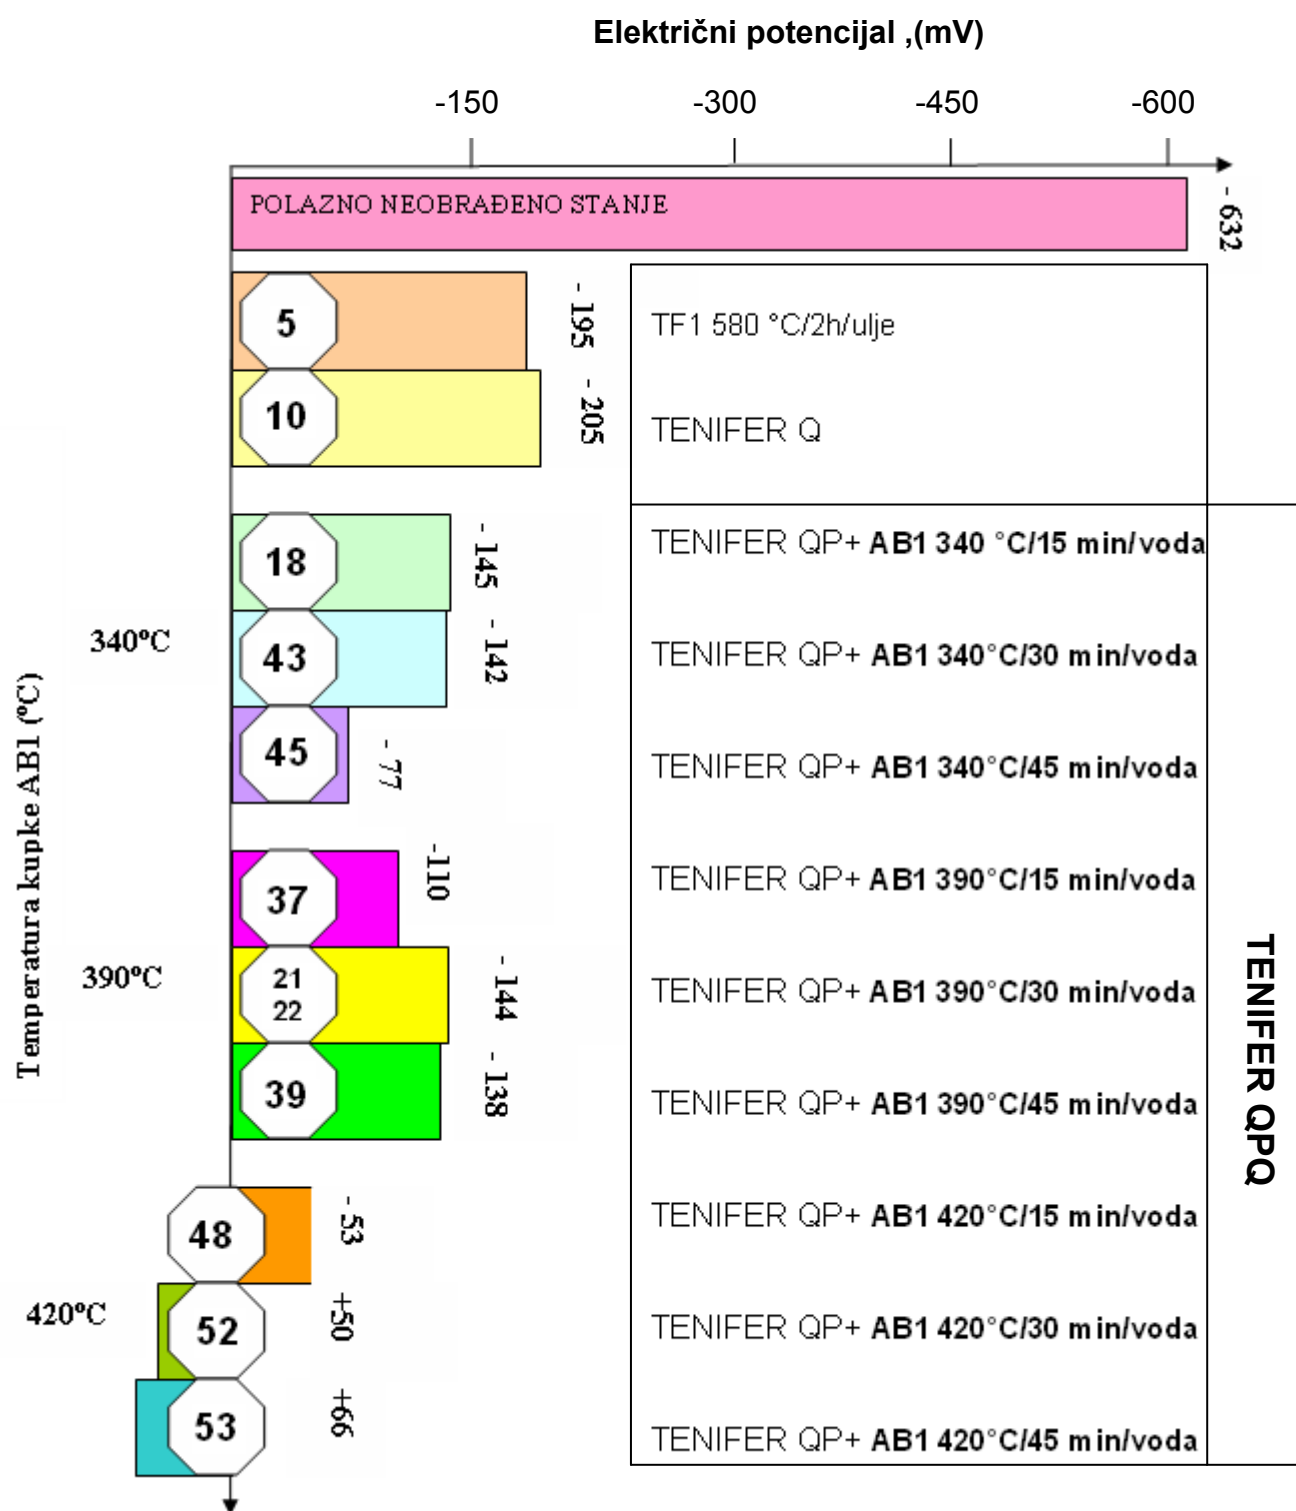 Električni potencijal ,(mV)
-150 -300 -450 -600
POLAZNO NEOBRAĐENO STANJE
- 632
5
- 195
TF1 580 °C/2h/ulje
10
- 205
TENIFER Q
Temperatura kupke AB1 (ºC)
340ºC
18
- 145
TENIFER QP+ AB1 340 °C/15 min/voda
43
- 142
TENIFER QP+ AB1 340°C/30 min/voda
45
- 77
TENIFER QP+ AB1 340°C/45 min/voda
390ºC
37
-110
TENIFER QP+ AB1 390°C/15 min/voda
21
22
- 144
TENIFER QP+ AB1 390°C/30 min/voda
39
- 138
TENIFER QP+ AB1 390°C/45 min/voda
420ºC
48
- 53
TENIFER QP+ AB1 420°C/15 min/voda
52
+50
TENIFER QP+ AB1 420°C/30 min/voda
53
+66
TENIFER QP+ AB1 420°C/45 min/voda
TENIFER QPQ